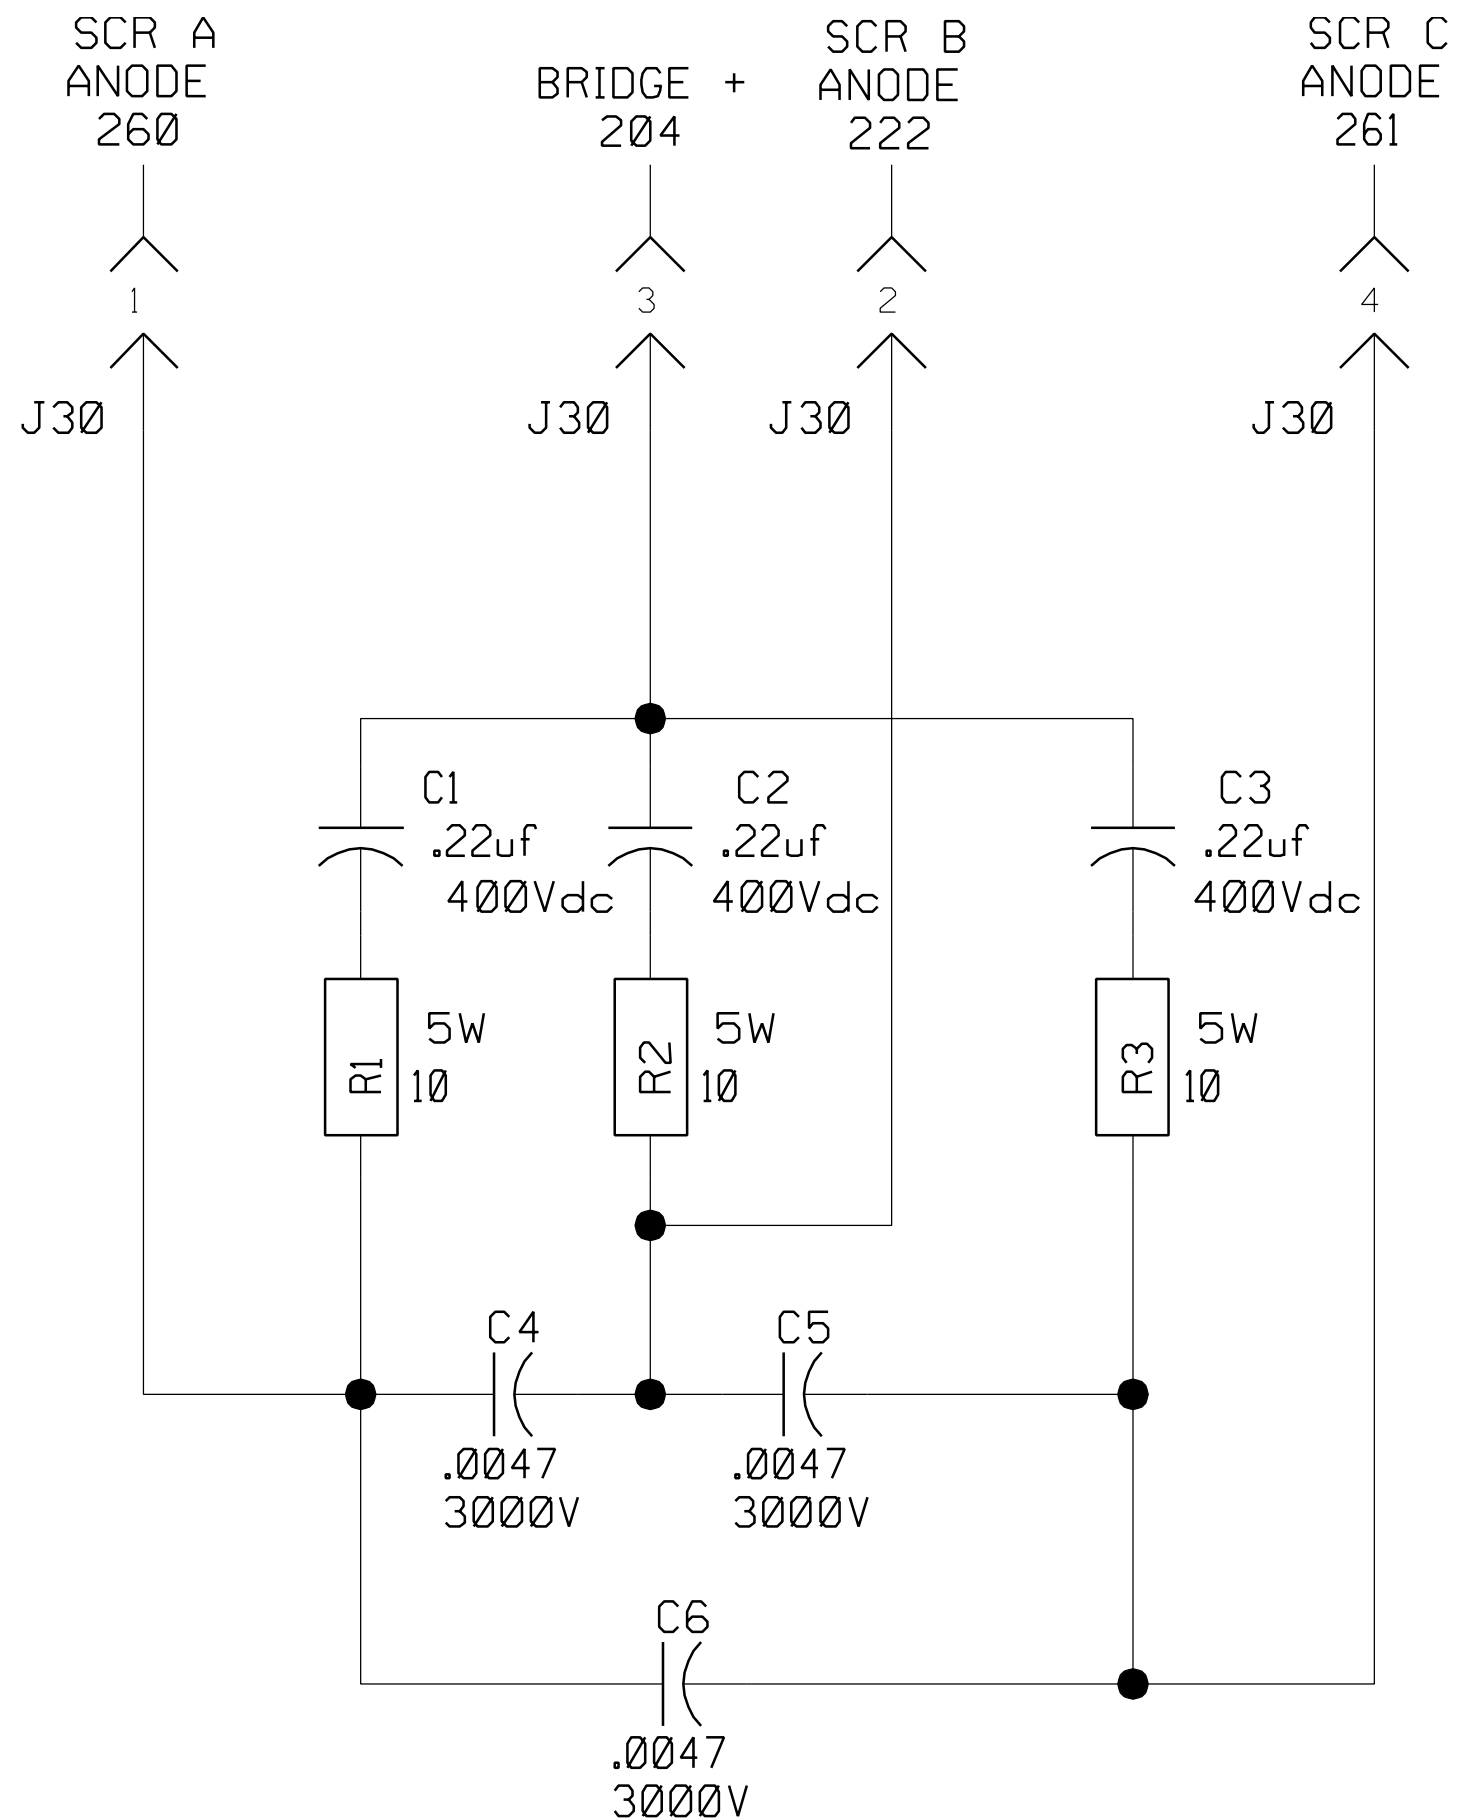 SCR A
ANODE
260
BRIDGE +
204
SCR B
ANODE
222
SCR C
ANODE
261
1
3
2
4
J30
J30
J30
J30
C1
.22uf
400Vdc
C2
.22uf
400Vdc
C3
.22uf
400Vdc
R1
5W
10
R2
5W
10
R3
5W
10
C4
.0047
3000V
C5
.0047
3000V
C6
.0047
3000V